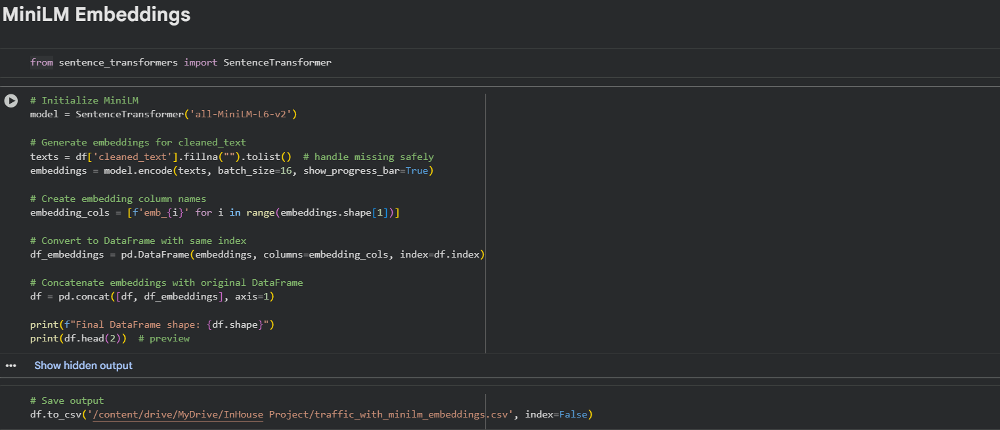 MiniLM Embeddings
from sentence_transformers import SentenceTransformer
# Initialize MiniLM
model = SentenceTransformer('all-MiniLM-L6-v2')
# Generate embeddings for cleaned_text
texts = df['cleaned_text'].fillna("").tolist()  # handle missing safely
embeddings = model.encode(texts, batch_size=16, show_progress_bar=True)
# Create embedding column names
embedding_cols = [f'emb_{i}' for i in range(embeddings.shape[1])]
# Convert to DataFrame with same index
df_embeddings = pd.DataFrame(embeddings, columns=embedding_cols, index=df.index)
# Concatenate embeddings with original DataFrame
df = pd.concat([df, df_embeddings], axis=1)
print(f"Final DataFrame shape: {df.shape}")
print(df.head(2))  # preview
Show hidden output
# Save output
df.to_csv('/content/drive/MyDrive/InHouse Project/traffic_with_minilm_embeddings.csv', index=False)